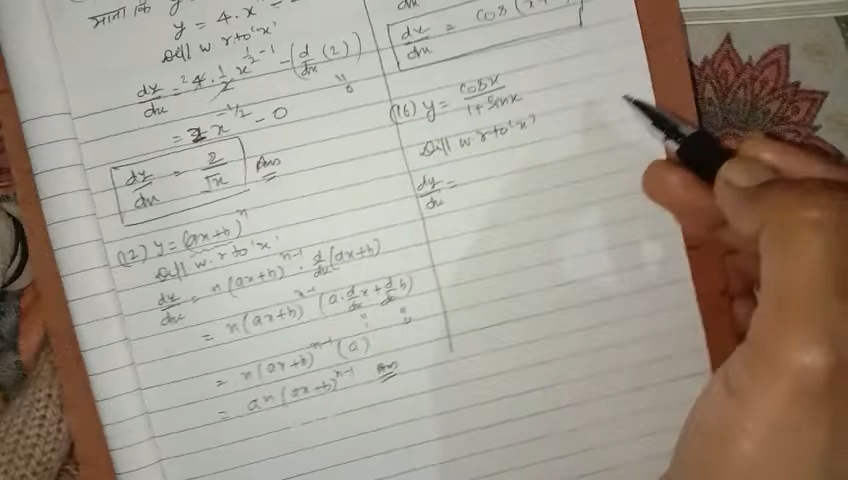 माना कि y
y = 4.x
Diff w.r to 'x'
dy/dx = 4.1/2 x^(1/2-1) - (d/dx (2))
= 2x^(-1/2) - 0
dy/dx = 2/√x Ans
(12) y = (ax+b)^n
Diff w.r to 'x'
dy/dx = n(ax+b)^(n-1) . d/dx (ax+b)
= n(ax+b)^(n-1) (a.d/dx x + d/dx b)
= n(ax+b)^(n-1) (a)
= an(ax+b)^(n-1) Ans
dx
dy/dx = cos(x+
(16) y = cosx/1+sinx
Diff w.r to 'x'
dy/dx =